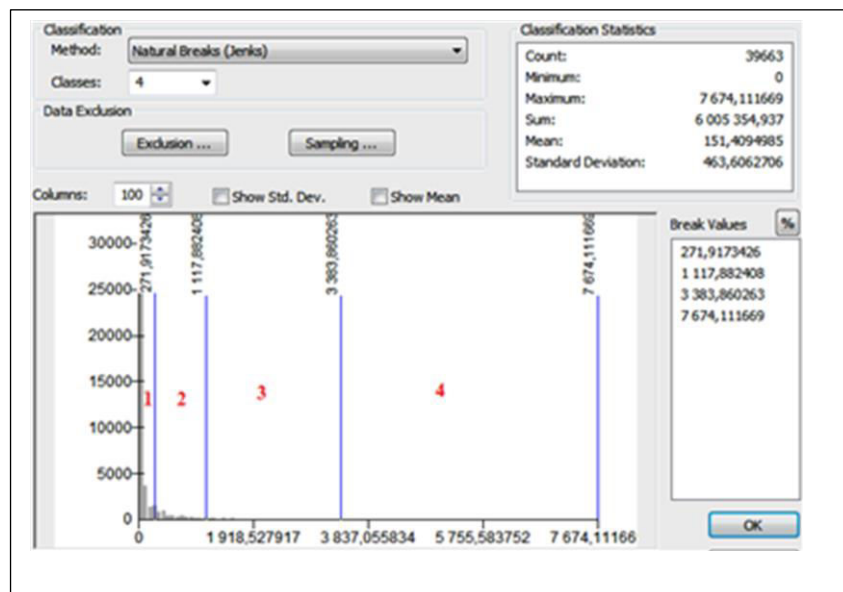 Classification
Method: Natural Breaks (Jenks)
Classes: 4
Data Exclusion
Exclusion ... Sampling ...
Classification Statistics
Count: 39663
Minimum: 0
Maximum: 7 674,111669
Sum: 6 005 354,937
Mean: 151,4094985
Standard Deviation: 463,6062706
Columns: 100 Show Std. Dev. Show Mean
Break Values %
271,9173426
1 117,882408
3 383,860263
7 674,111669
30000
25000
20000
15000
10000
5000
0
271,9173426
1 117,882408
3 383,860263
7 674,111669
1 2 3 4
0 1 918,527917 3 837,055834 5 755,583752 7 674,11166
OK